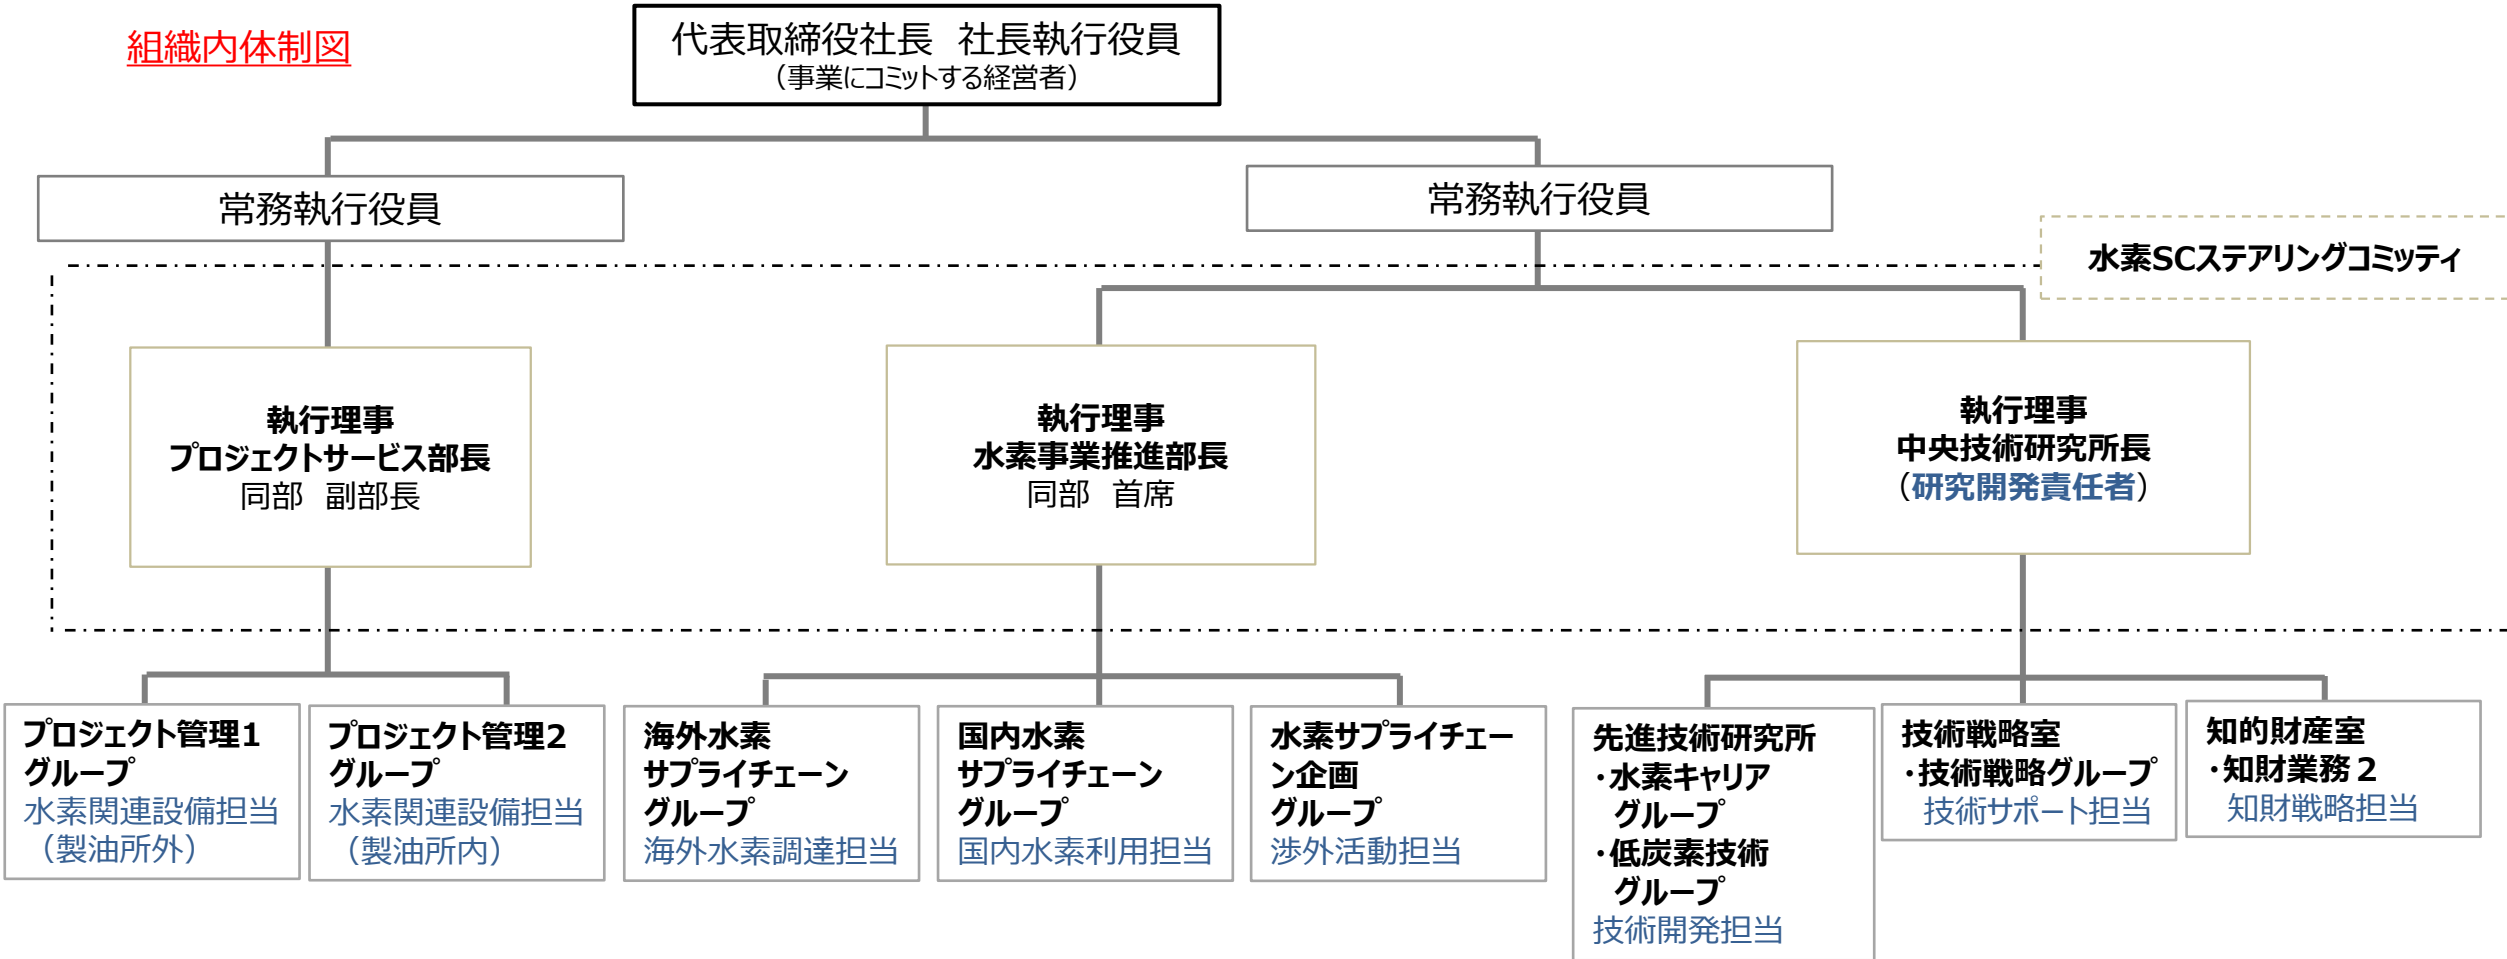 組織内体制図
代表取締役社長　社長執行役員
（事業にコミットする経営者）
常務執行役員
常務執行役員
水素SCステアリングコミッティ
執行理事
プロジェクトサービス部長
同部　副部長
執行理事
水素事業推進部長
同部　首席
執行理事
中央技術研究所長
（研究開発責任者）
プロジェクト管理1
グループ
水素関連設備担当
（製油所外）
プロジェクト管理2
グループ
水素関連設備担当
（製油所内）
海外水素
サプライチェーン
グループ
海外水素調達担当
国内水素
サプライチェーン
グループ
国内水素利用担当
水素サプライチェー
ン企画
グループ
渉外活動担当
先進技術研究所
・水素キャリア
グループ
・低炭素技術
グループ
技術開発担当
技術戦略室
・技術戦略グループ
技術サポート担当
知的財産室
・知財業務２
知財戦略担当